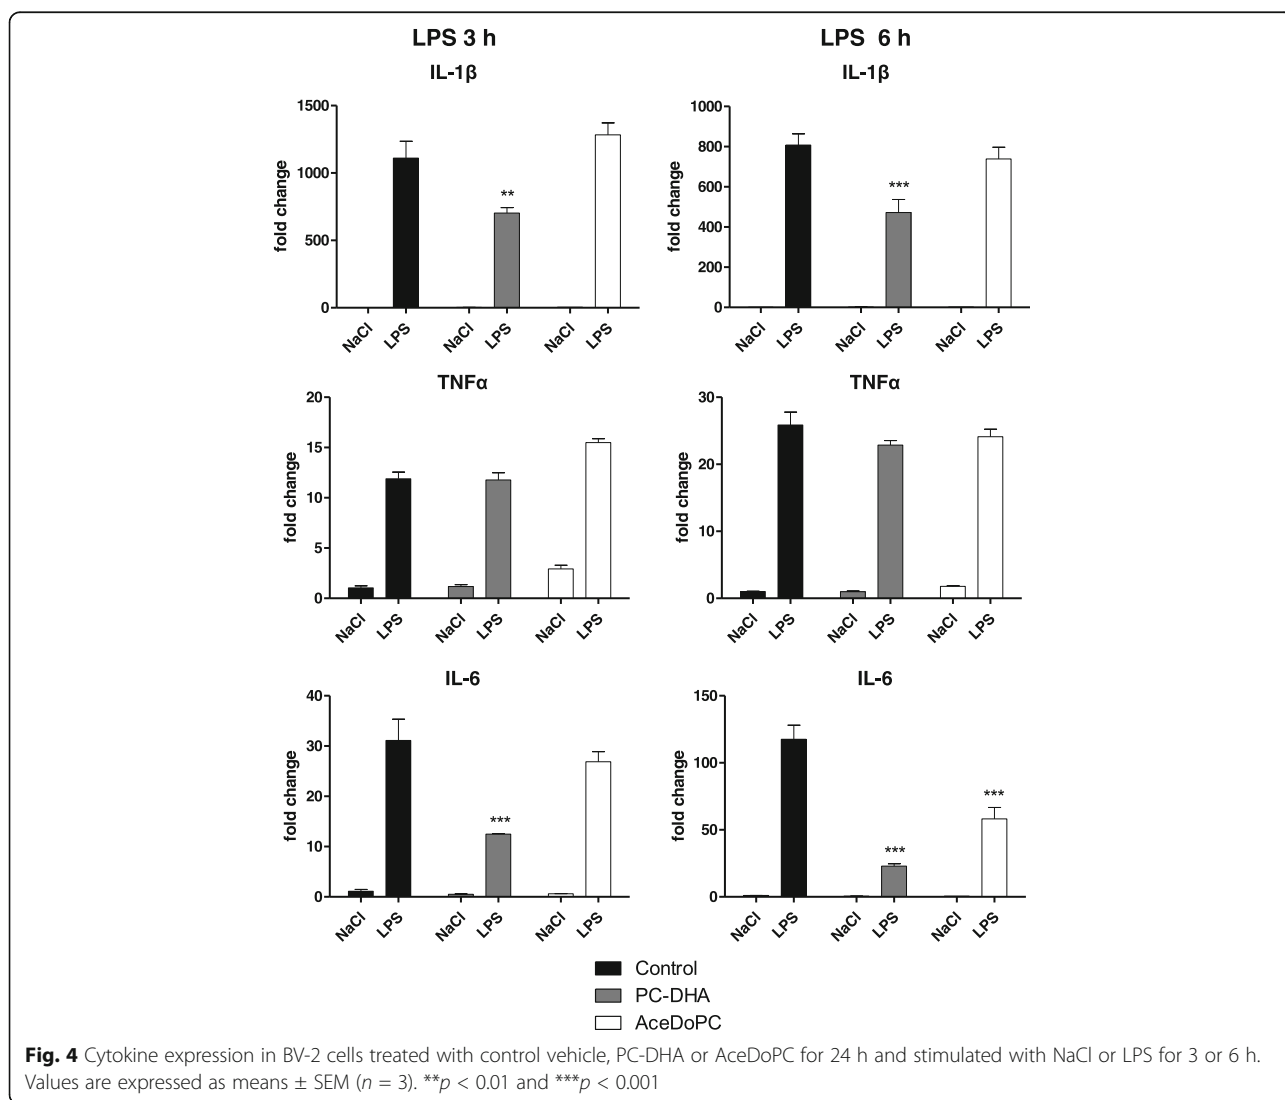 LPS 3 h
LPS 6 h
IL-1β
IL-1β
fold change
1500
1000
500
0
NaCl LPS NaCl LPS NaCl LPS
fold change
1000
800
600
400
200
0
NaCl LPS NaCl LPS NaCl LPS
**
***
TNFα
TNFα
fold change
20
15
10
5
0
NaCl LPS NaCl LPS NaCl LPS
fold change
30
20
10
0
NaCl LPS NaCl LPS NaCl LPS
IL-6
IL-6
fold change
40
30
20
10
0
NaCl LPS NaCl LPS NaCl LPS
***
fold change
150
100
50
0
NaCl LPS NaCl LPS NaCl LPS
***
***
Control
PC-DHA
AceDoPC
Fig. 4 Cytokine expression in BV-2 cells treated with control vehicle, PC-DHA or AceDoPC for 24 h and stimulated with NaCl or LPS for 3 or 6 h.
Values are expressed as means ± SEM (n = 3). **p < 0.01 and ***p < 0.001